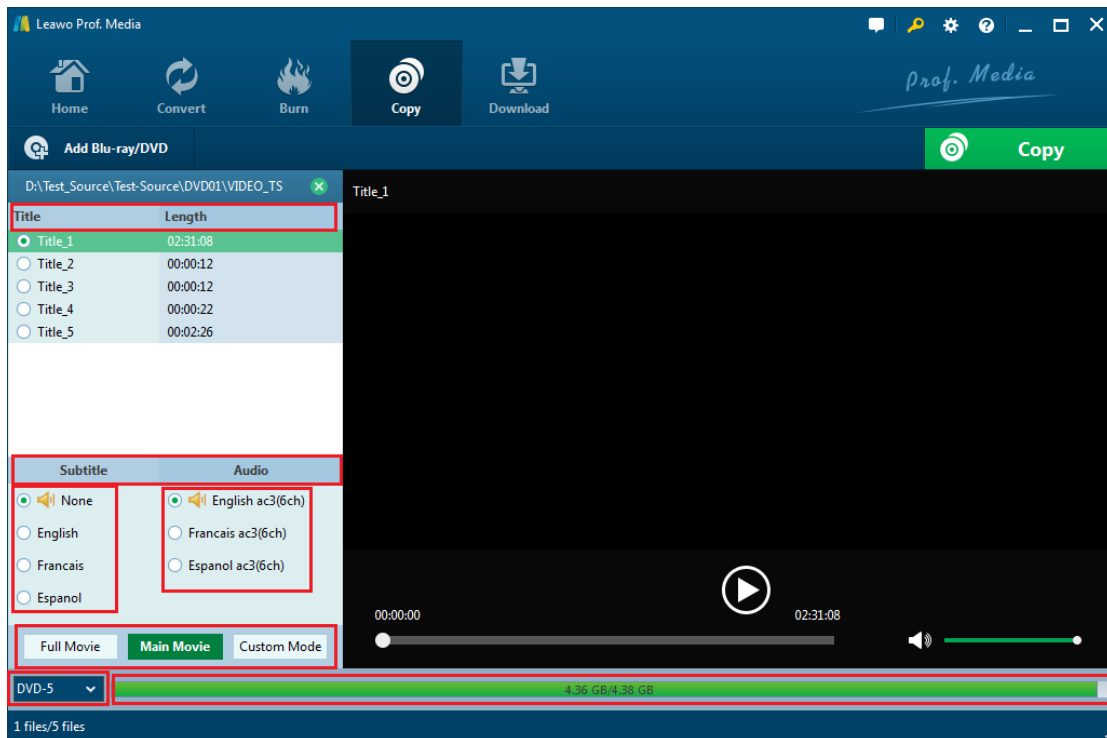 Leawo Prof. Media
Home Convert Burn Copy Download
Prof. Media
Add Blu-ray/DVD
Copy
D:\Test_Source\Test-Source\DVD01\VIDEO_TS
Title_1
Title Length
Title_1 02:31:08
Title_2 00:00:12
Title_3 00:00:12
Title_4 00:00:22
Title_5 00:02:26
Subtitle Audio
None English ac3(6ch)
English Francais ac3(6ch)
Francais Espanol ac3(6ch)
Espanol
00:00:00 02:31:08
Full Movie Main Movie Custom Mode
DVD-5 4.36 GB/4.38 GB
1 files/5 files